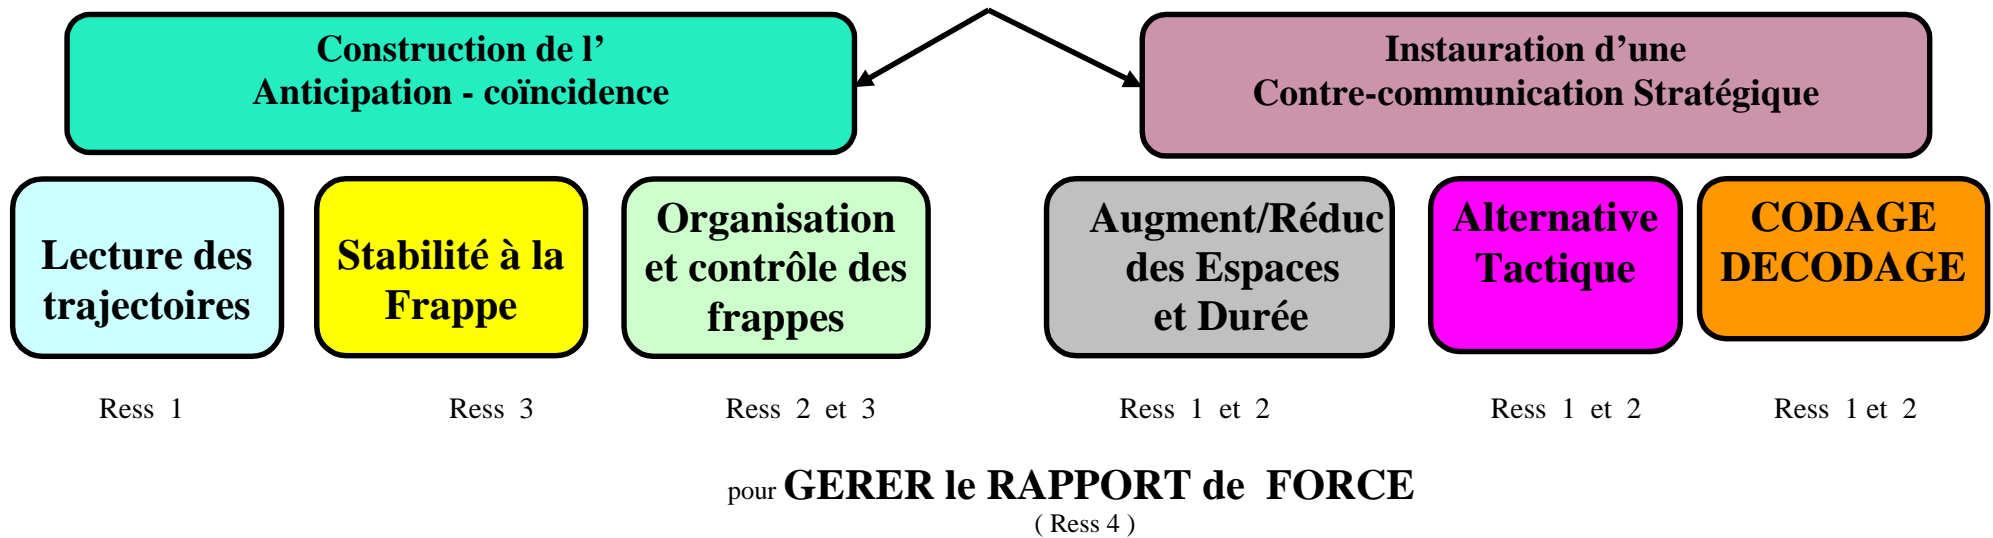 Construction de l’
Anticipation - coïncidence
Instauration d’une
Contre-communication Stratégique
Lecture des
trajectoires
Stabilité à la
Frappe
Organisation
et contrôle des
frappes
Augment/Réduc
des Espaces
et Durée
Alternative
Tactique
CODAGE
DECODAGE
Ress 1
Ress 3
Ress 2 et 3
Ress 1 et 2
Ress 1 et 2
Ress 1 et 2
pour GERER le RAPPORT de FORCE
( Ress 4 )